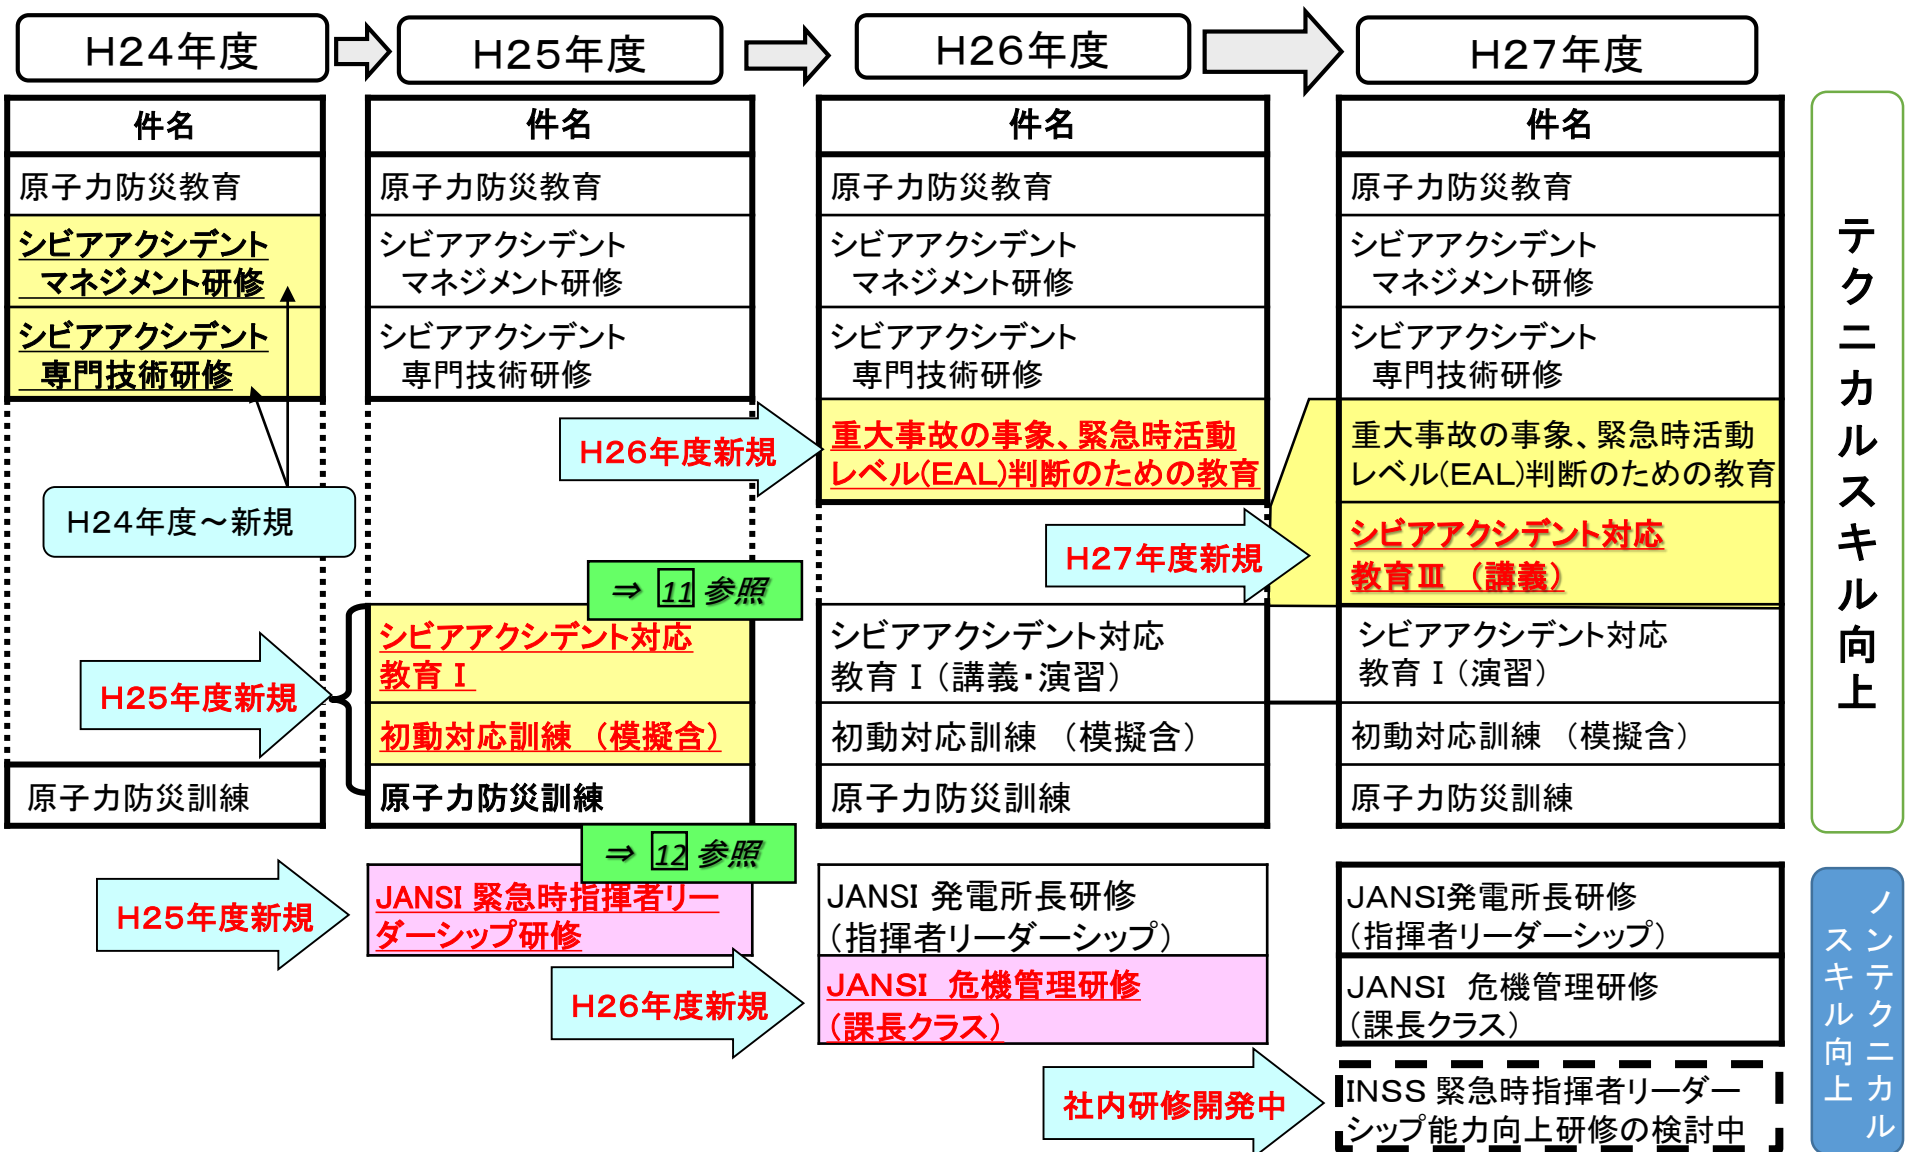 H24年度
H25年度
H26年度
H27年度
件名
原子力防災教育
シビアアクシデント
マネジメント研修
シビアアクシデント
専門技術研修
H24年度～新規
H25年度新規
原子力防災訓練
件名
原子力防災教育
シビアアクシデント
マネジメント研修
シビアアクシデント
専門技術研修
⇒ 11 参照
シビアアクシデント対応
教育Ⅰ
初動対応訓練（模擬含）
原子力防災訓練
⇒ 12 参照
H25年度新規
JANSI 緊急時指揮者リー
ダーシップ研修
件名
原子力防災教育
シビアアクシデント
マネジメント研修
シビアアクシデント
専門技術研修
H26年度新規
重大事故の事象、緊急時活動
レベル(EAL)判断のための教育
シビアアクシデント対応
教育Ⅰ（講義・演習）
初動対応訓練（模擬含）
原子力防災訓練
JANSI 発電所長研修
（指揮者リーダーシップ）
H26年度新規
JANSI 危機管理研修
（課長クラス）
件名
原子力防災教育
シビアアクシデント
マネジメント研修
シビアアクシデント
専門技術研修
重大事故の事象、緊急時活動
レベル(EAL)判断のための教育
H27年度新規
シビアアクシデント対応
教育Ⅲ（講義）
シビアアクシデント対応
教育Ⅰ（演習）
初動対応訓練（模擬含）
原子力防災訓練
JANSI発電所長研修
（指揮者リーダーシップ）
JANSI 危機管理研修
（課長クラス）
社内研修開発中
INSS 緊急時指揮者リーダー
シップ能力向上研修の検討中
テクニカルスキル向上
ノンテクニカル
スキル向上